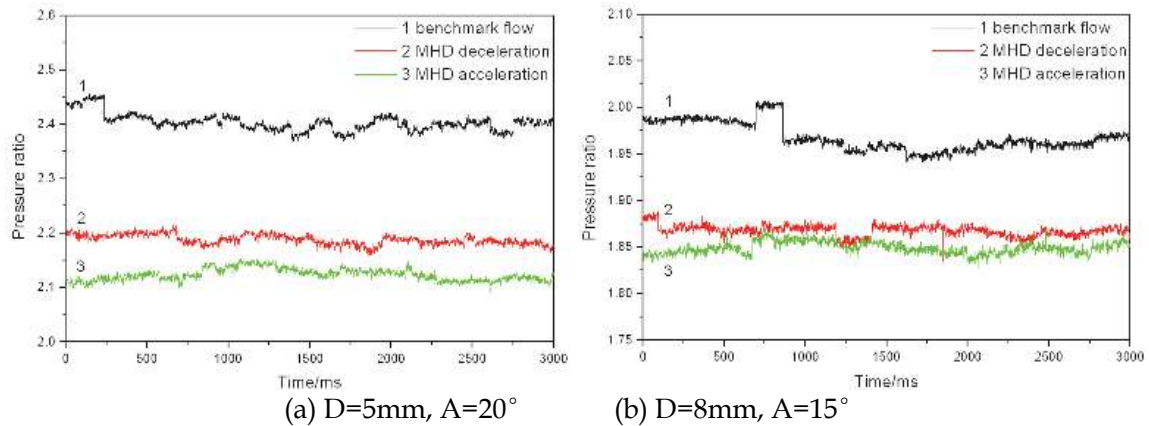 2.6
2.5
2.4
2.3
2.2
2.1
2.0
Pressure ratio
1 benchmark flow
2 MHD deceleration
3 MHD acceleration
1
2
3
0 500 1000 1500 2000 2500 3000
Time/ms
(a) D=5mm, A=20°
2.10
2.05
2.00
1.95
1.90
1.85
1.80
1.75
Pressure ratio
1 benchmark flow
2 MHD deceleration
3 MHD acceleration
1
2
3
0 500 1000 1500 2000 2500 3000
Time/ms
(b) D=8mm, A=15°